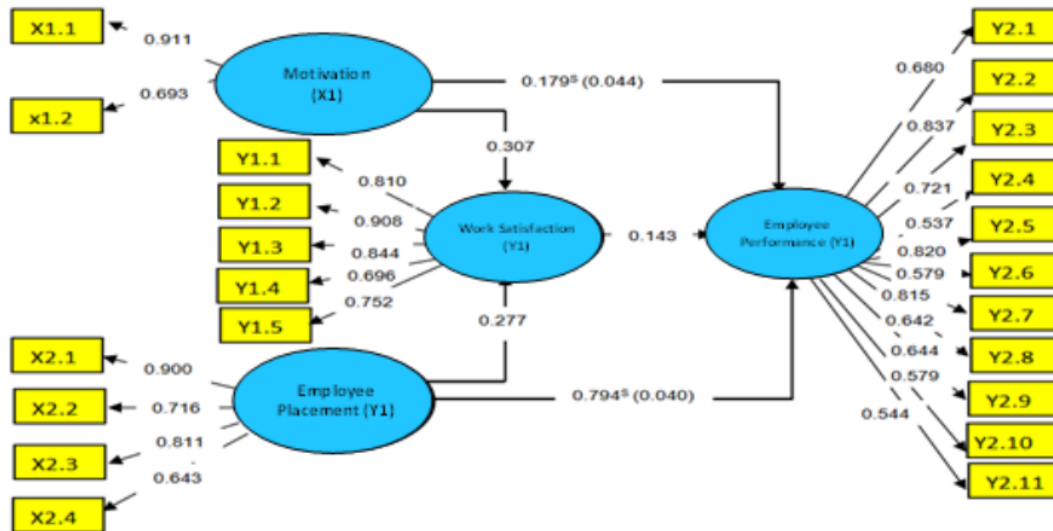 X1.1
0.911
x1.2
0.693
Motivation
(X1)
0.179ᶳ (0.044)
0.307
Y1.1
0.810
Y1.2
0.908
Y1.3
0.844
Y1.4
0.696
Y1.5
0.752
Work Satisfaction
(Y1)
0.143
Employee
Performance (Y1)
0.277
X2.1
0.900
X2.2
0.716
X2.3
0.811
X2.4
0.643
Employee
Placement (Y1)
0.794ᶳ (0.040)
Y2.1
0.680
Y2.2
0.837
Y2.3
0.721
Y2.4
0.537
Y2.5
0.820
Y2.6
0.579
Y2.7
0.815
Y2.8
0.642
Y2.9
0.644
Y2.10
0.579
Y2.11
0.544